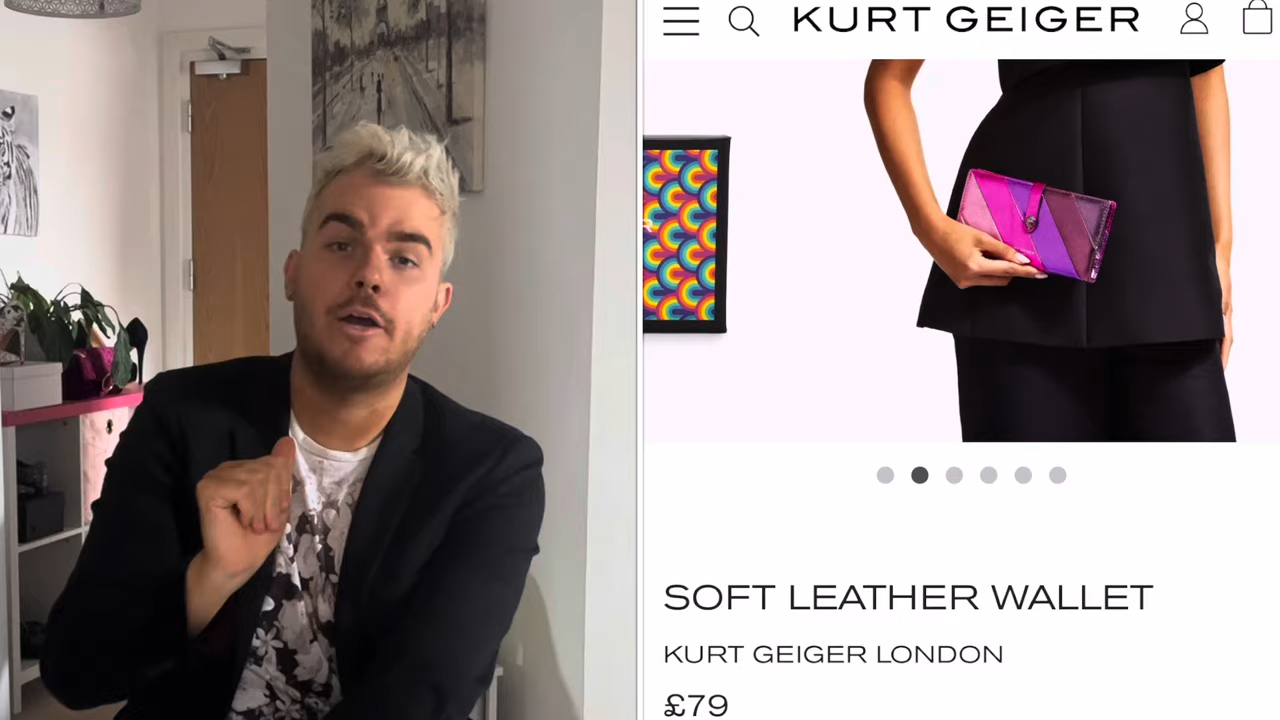 KURT GEIGER
SOFT LEATHER WALLET
KURT GEIGER LONDON
£79